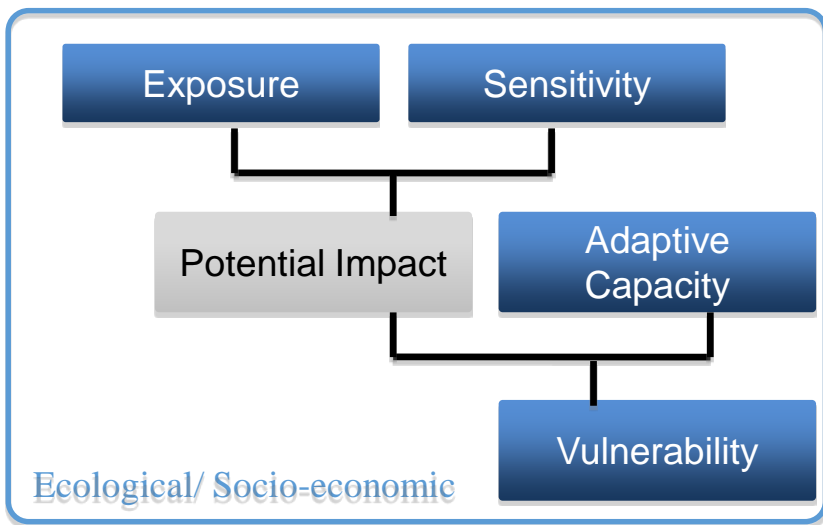 Exposure
Sensitivity
Potential Impact
Adaptive
Capacity
Vulnerability
Ecological/ Socio-economic